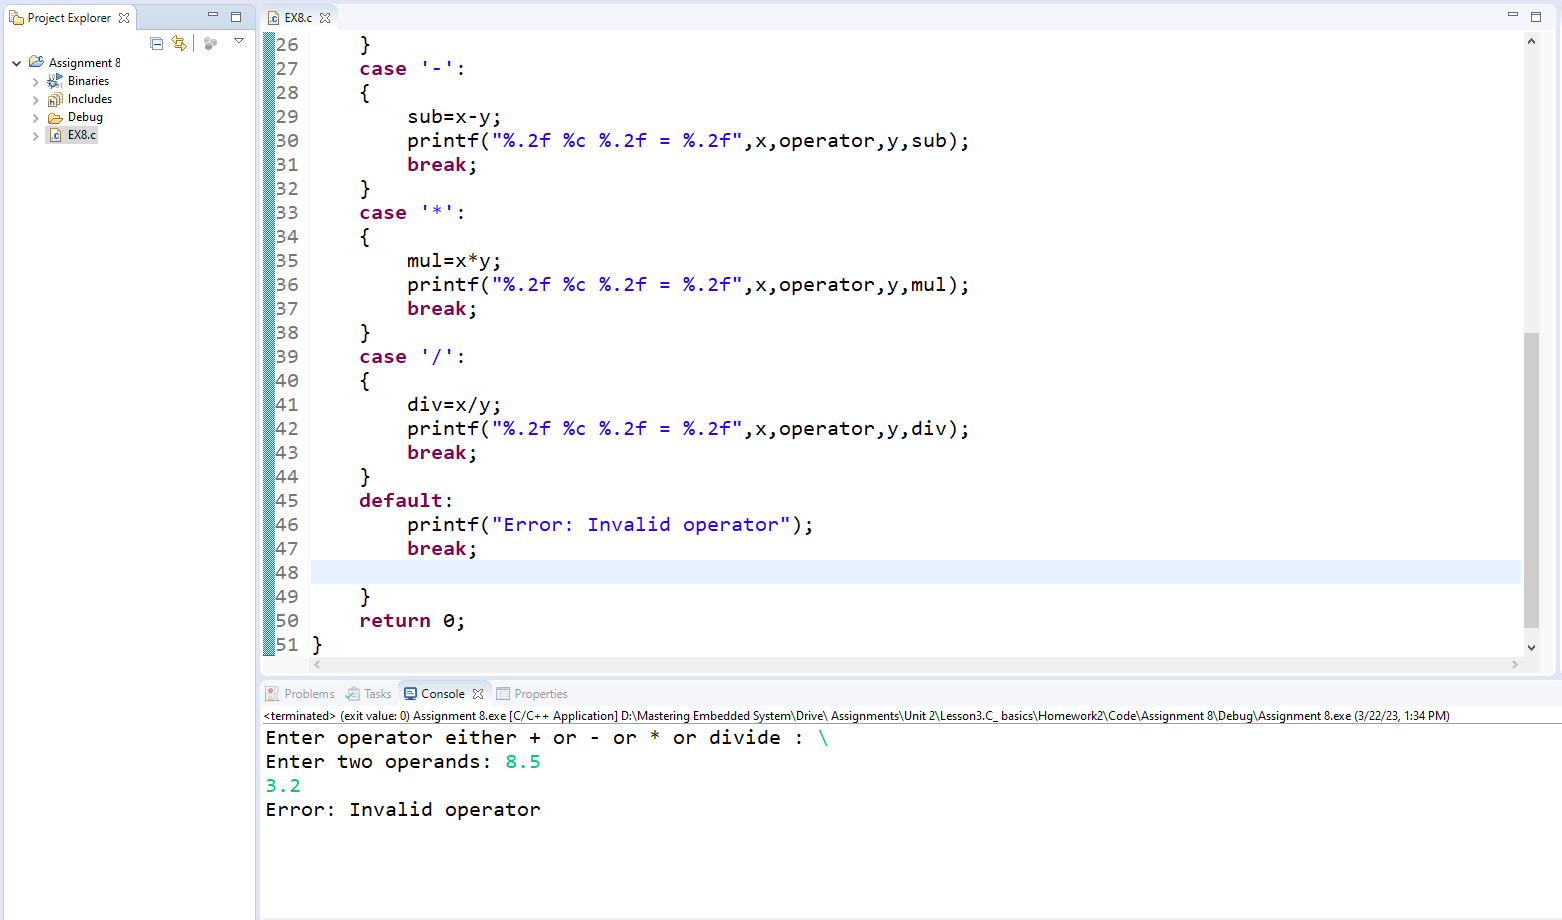 Project Explorer
Assignment 8
Binaries
Includes
Debug
EX8.c
EX8.c
26 }
27 case '-':
28 {
29 sub=x-y;
30 printf("%.2f %c %.2f = %.2f",x,operator,y,sub);
31 break;
32 }
33 case '*':
34 {
35 mul=x*y;
36 printf("%.2f %c %.2f = %.2f",x,operator,y,mul);
37 break;
38 }
39 case '/':
40 {
41 div=x/y;
42 printf("%.2f %c %.2f = %.2f",x,operator,y,div);
43 break;
44 }
45 default:
46 printf("Error: Invalid operator");
47 break;
48
49 }
50 return 0;
51 }
Problems Tasks Console Properties
<terminated> (exit value: 0) Assignment 8.exe [C/C++ Application] D:\Mastering Embedded System\Drive\ Assignments\Unit 2\Lesson3.C_ basics\Homework2\Code\Assignment 8\Debug\Assignment 8.exe (3/22/23, 1:34 PM)
Enter operator either + or - or * or divide : \
Enter two operands: 8.5
3.2
Error: Invalid operator